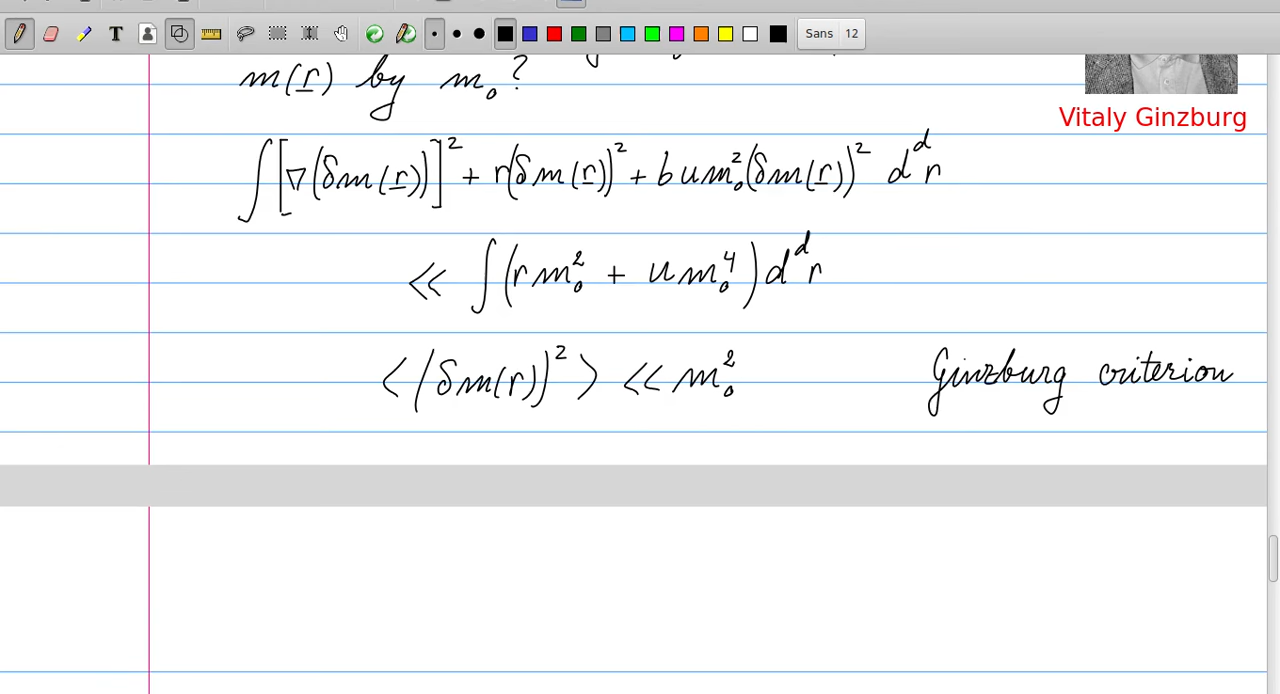 Sans 12
m(r) by m₀?
Vitaly Ginzburg
∫[∇(δm(r))]² + r(δm(r))² + 6um₀²(δm(r))² dᵈr
<< ∫(rm₀² + um₀⁴)dᵈr
<(δm(r))²> << m₀² Ginzburg criterion